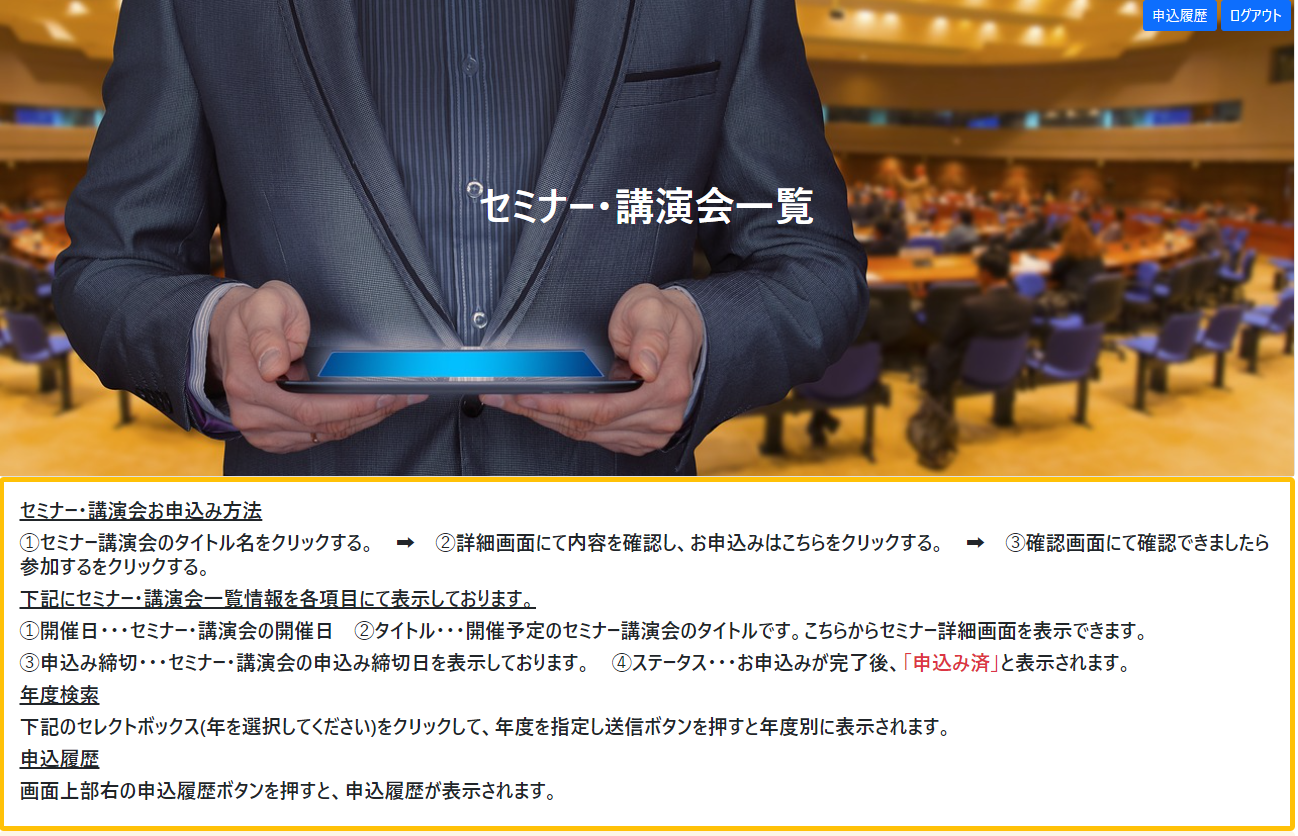 申込履歴 ログアウト
セミナー・講演会一覧
セミナー・講演会お申込み方法
①セミナー講演会のタイトル名をクリックする。 ➡ ②詳細画面にて内容を確認し、お申込みはこちらをクリックする。 ➡ ③確認画面にて確認できましたら
参加するをクリックする。
下記にセミナー・講演会一覧情報を各項目にて表示しております。
①開催日・・・セミナー・講演会の開催日 ②タイトル・・・開催予定のセミナー講演会のタイトルです。こちらからセミナー詳細画面を表示できます。
③申込み締切・・・セミナー・講演会の申込み締切日を表示しております。 ④ステータス・・・お申込みが完了後、「申込み済」と表示されます。
年度検索
下記のセレクトボックス(年を選択してください)をクリックして、年度を指定し送信ボタンを押すと年度別に表示されます。
申込履歴
画面上部右の申込履歴ボタンを押すと、申込履歴が表示されます。